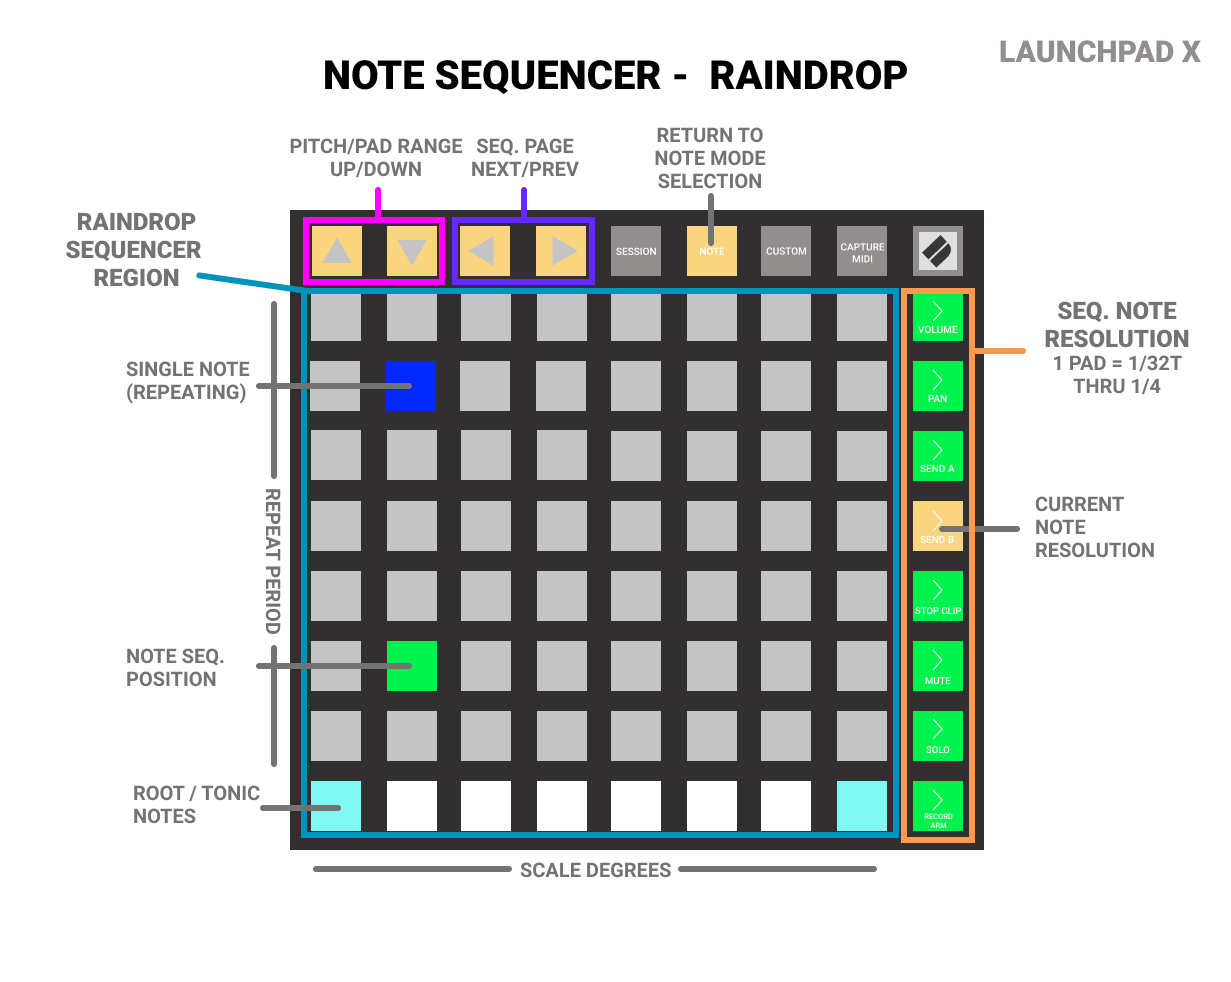 LAUNCHPAD X
NOTE SEQUENCER - RAINDROP
PITCH/PAD RANGE
UP/DOWN
SEQ. PAGE
NEXT/PREV
RETURN TO
NOTE MODE
SELECTION
RAINDROP
SEQUENCER
REGION
SESSION
NOTE
CUSTOM
CAPTURE
MIDI
VOLUME
SEQ. NOTE
RESOLUTION
1 PAD = 1/32T
THRU 1/4
SINGLE NOTE
(REPEATING)
PAN
SEND A
REPEAT PERIOD
SEND B
CURRENT
NOTE
RESOLUTION
STOP CLIP
NOTE SEQ.
POSITION
MUTE
SOLO
ROOT / TONIC
NOTES
RECORD
ARM
SCALE DEGREES